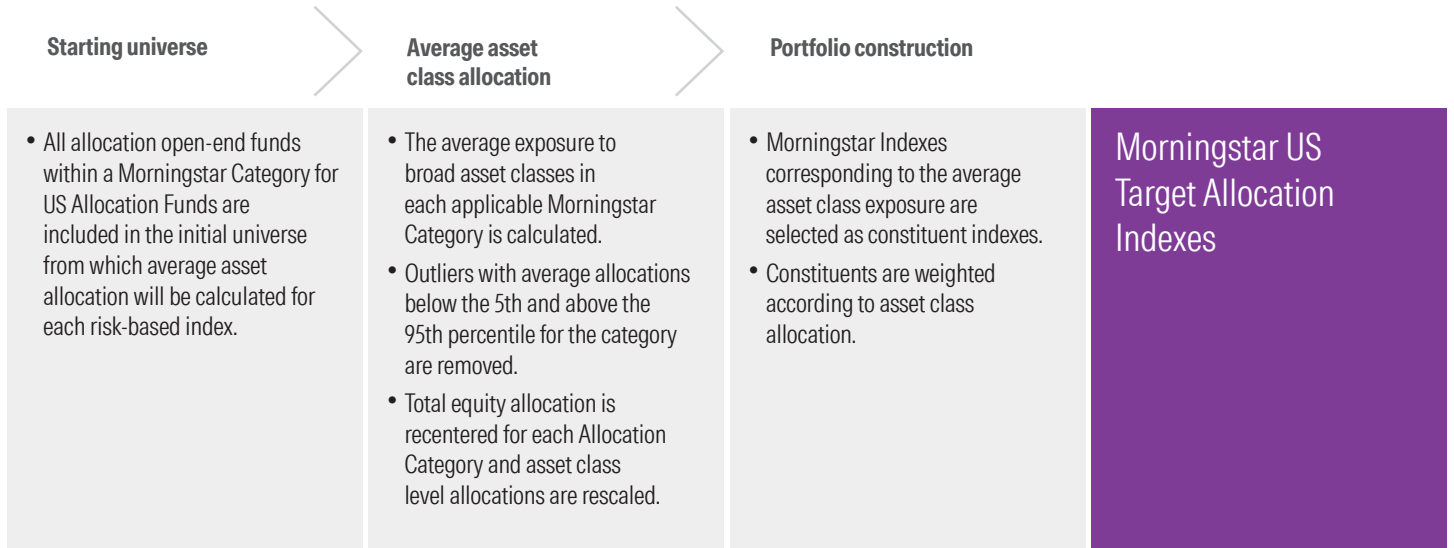 Starting universe
Average asset
class allocation
Portfolio construction
• All allocation open-end funds
within a Morningstar Category for
US Allocation Funds are
included in the initial universe
from which average asset
allocation will be calculated for
each risk-based index.
• The average exposure to
broad asset classes in
each applicable Morningstar
Category is calculated.
• Outliers with average allocations
below the 5th and above the
95th percentile for the category
are removed.
• Total equity allocation is
recentered for each Allocation
Category and asset class
level allocations are rescaled.
• Morningstar Indexes
corresponding to the average
asset class exposure are
selected as constituent indexes.
• Constituents are weighted
according to asset class
allocation.
Morningstar US
Target Allocation
Indexes